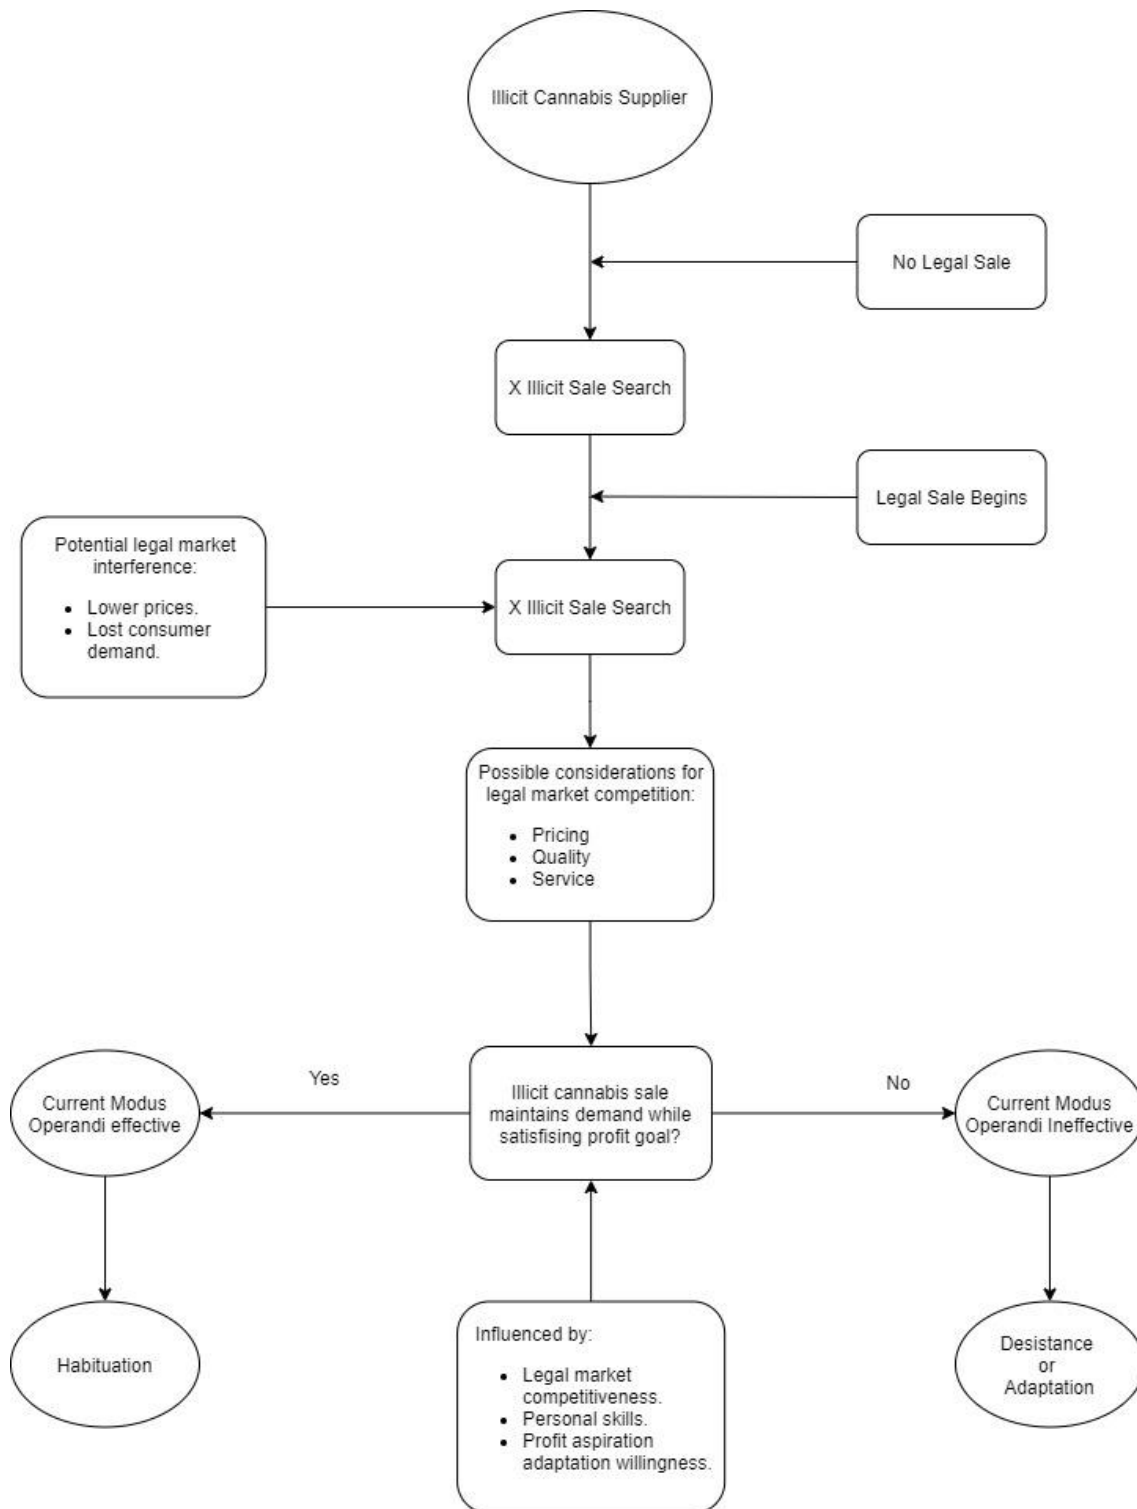 Illicit Cannabis Supplier
No Legal Sale
X Illicit Sale Search
Legal Sale Begins
Potential legal market
interference:
• Lower prices.
• Lost consumer
demand.
X Illicit Sale Search
Possible considerations for
legal market competition:
• Pricing
• Quality
• Service
Yes
No
Current Modus
Operandi effective
Illicit cannabis sale
maintains demand while
satisfising profit goal?
Current Modus
Operandi Ineffective
Habituation
Influenced by:
• Legal market
competitiveness.
• Personal skills.
• Profit aspiration
adaptation willingness.
Desistance
or
Adaptation